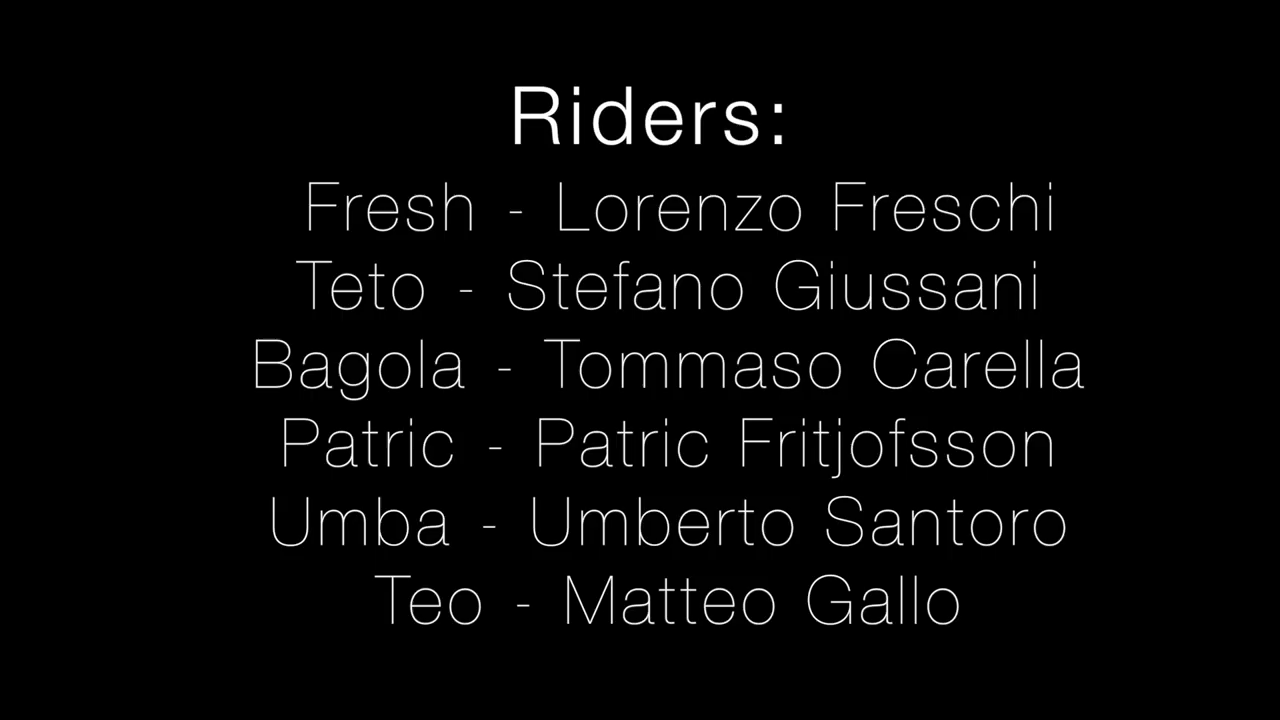 Riders:
Fresh - Lorenzo Freschi
Teto - Stefano Giussani
Bagola - Tommaso Carella
Patric - Patric Fritjofsson
Umba - Umberto Santoro
Teo - Matteo Gallo